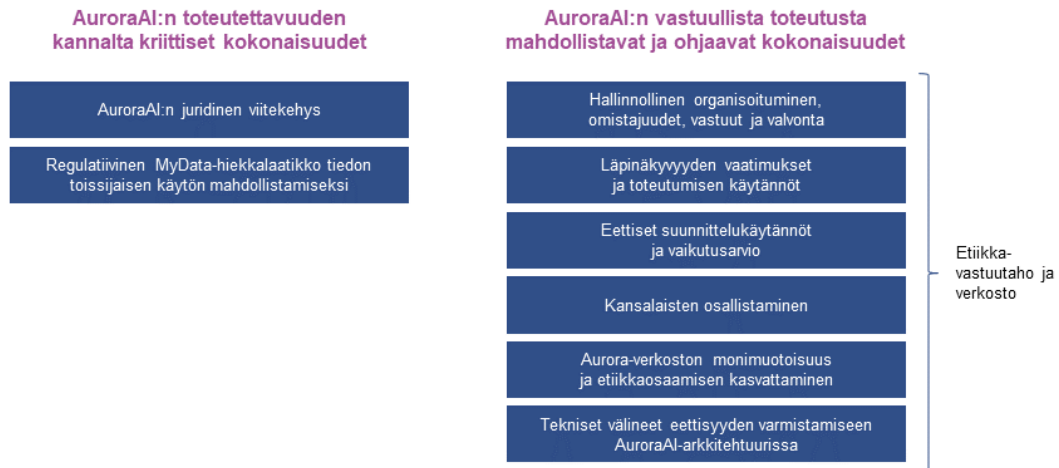 AuroraAI:n toteutettavuuden
kannalta kriittiset kokonaisuudet
AuroraAI:n juridinen viitekehys
Regulatiivinen MyData-hiekkalaatikko tiedon
toissijaisen käytön mahdollistamiseksi
AuroraAI:n vastuullista toteutusta
mahdollistavat ja ohjaavat kokonaisuudet
Hallinnollinen organisoituminen,
omistajuudet, vastuut ja valvonta
Läpinäkyvyyden vaatimukset
ja toteutumisen käytännöt
Eettiset suunnittelukäytännöt
ja vaikutusarvio
Kansalaisten osallistaminen
Aurora-verkoston monimuotoisuus
ja etiikkaosaamisen kasvattaminen
Tekniset välineet eettisyyden varmistamiseen
AuroraAI-arkkitehtuurissa
Etiikka-
vastuutaho ja
verkosto